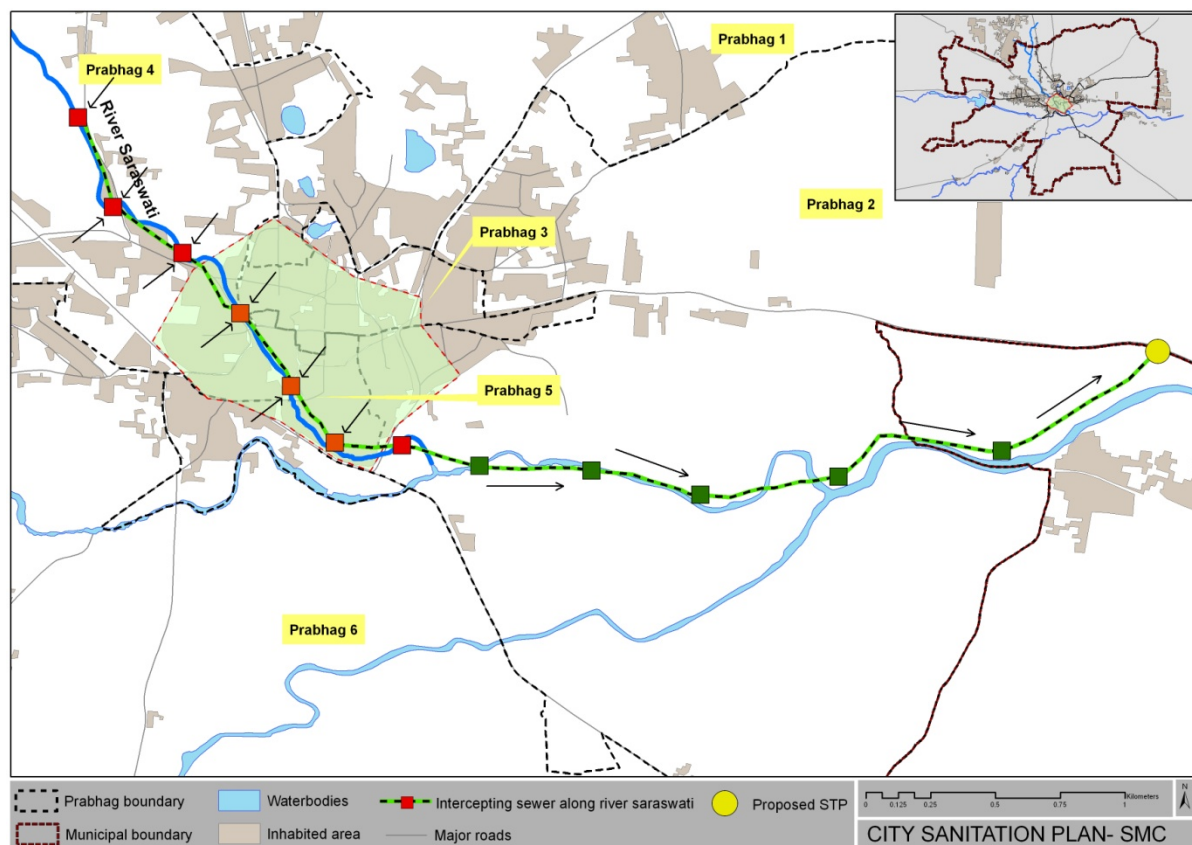 Prabhag 1
Prabhag 4
River Saraswati
Prabhag 2
Prabhag 3
Prabhag 5
Prabhag 6
Prabhag boundary
Waterbodies
Intercepting sewer along river saraswati
Proposed STP
Municipal boundary
Inhabited area
Major roads
Kilometers
0 0.125 0.25 0.5 0.75 1
N
CITY SANITATION PLAN- SMC